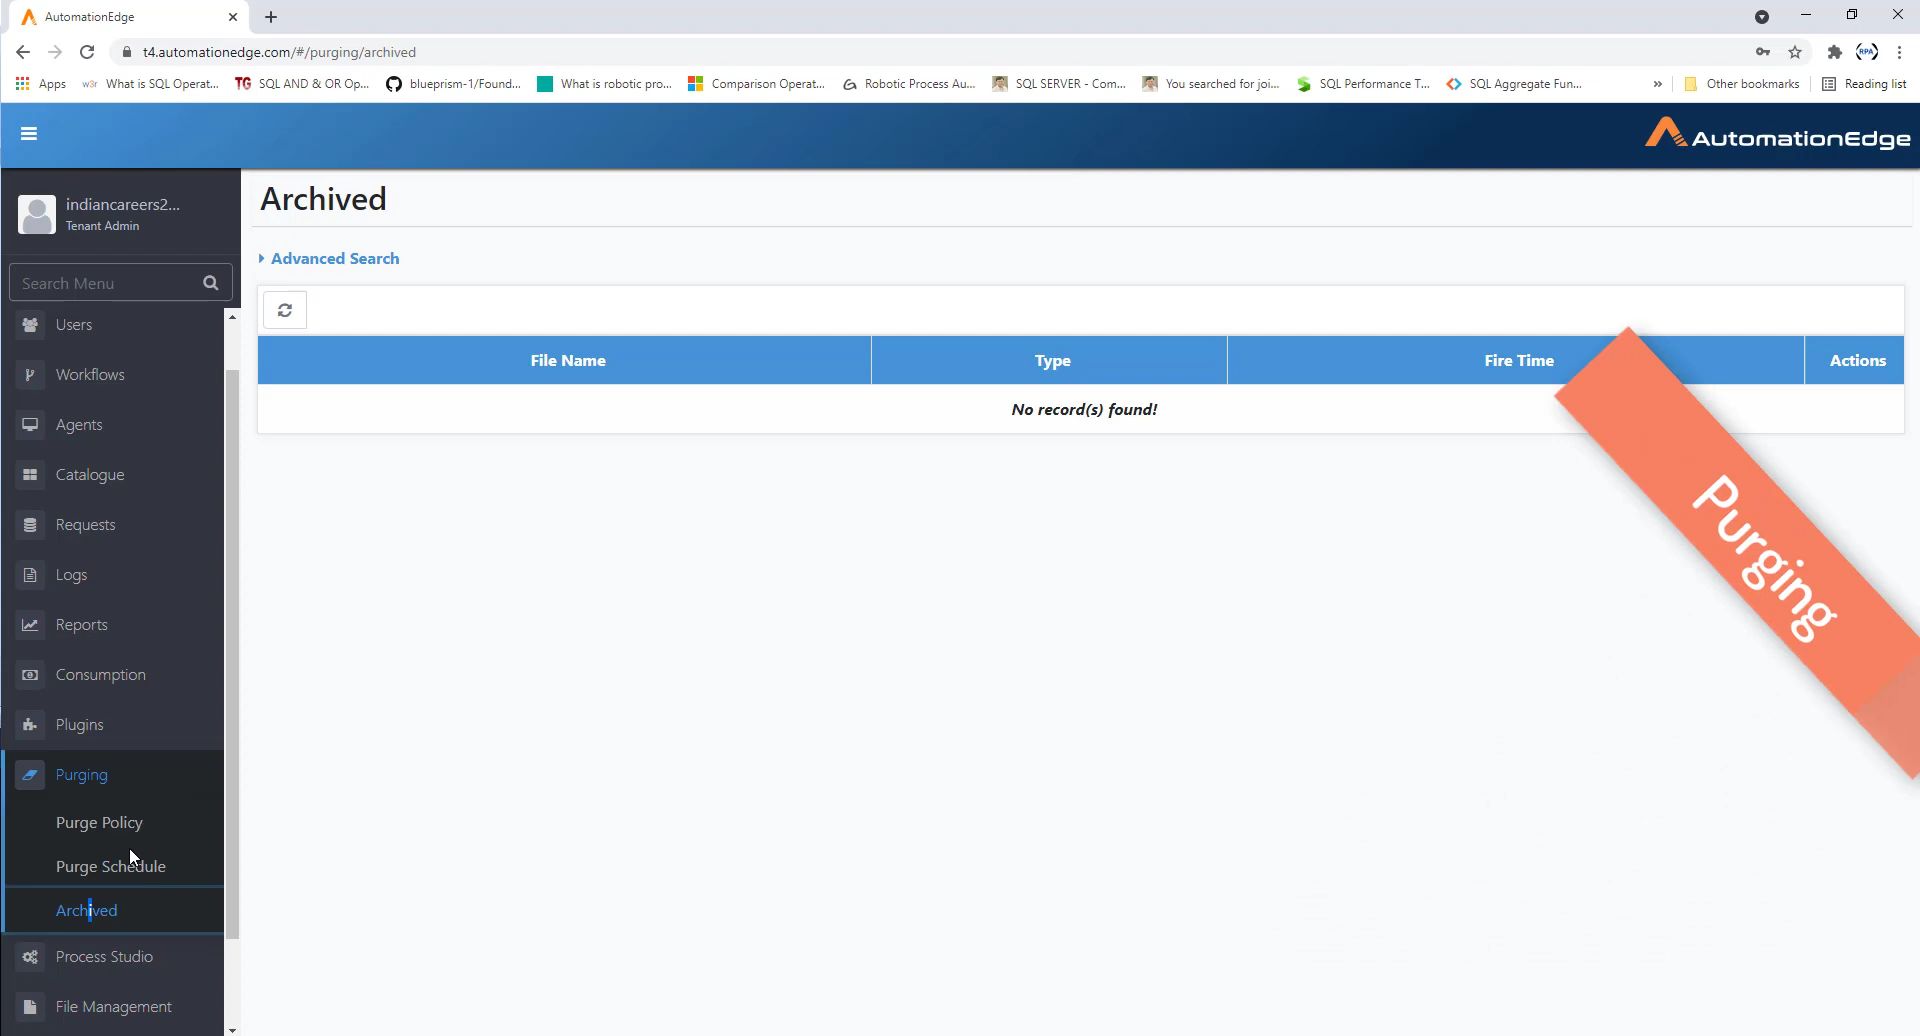 AutomationEdge
t4.automationedge.com/#/purging/archived
RPA
Apps
w3r What is SQL Operat...
TG SQL AND & OR Op...
blueprism-1/Found...
What is robotic pro...
Comparison Operat...
Robotic Process Au...
SQL SERVER - Com...
You searched for joi...
SQL Performance T...
SQL Aggregate Fun...
»
Other bookmarks
Reading list
AutomationEdge
indiancareers2...
Tenant Admin
Search Menu
Users
Workflows
Agents
Catalogue
Requests
Logs
Reports
Consumption
Plugins
Purging
Purge Policy
Purge Schedule
Archived
Process Studio
File Management
Archived
Advanced Search
File Name Type Fire Time Actions
No record(s) found!
Purging